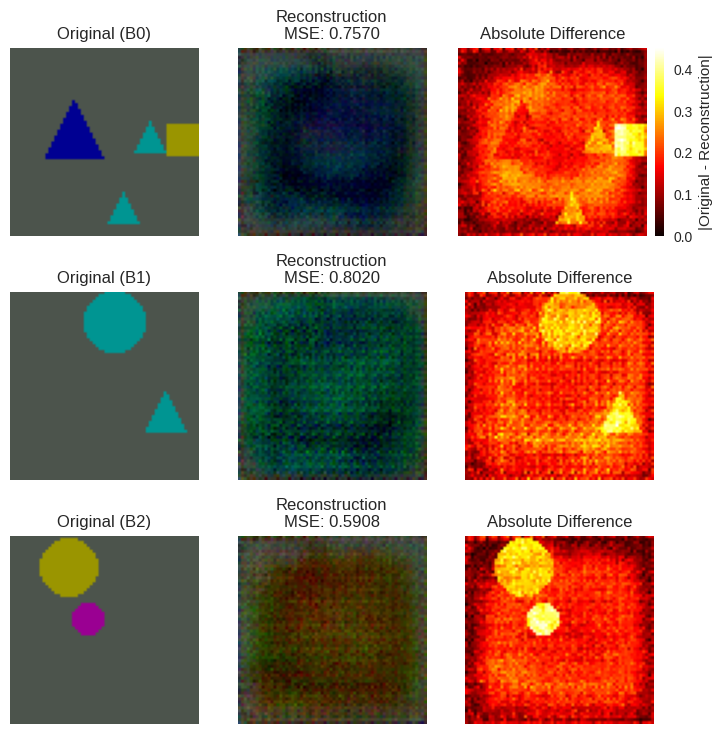 Original (B0)
Reconstruction
MSE: 0.7570
Absolute Difference
0.4
0.3
0.2
0.1
0.0
|Original - Reconstruction|
Original (B1)
Reconstruction
MSE: 0.8020
Absolute Difference
Original (B2)
Reconstruction
MSE: 0.5908
Absolute Difference